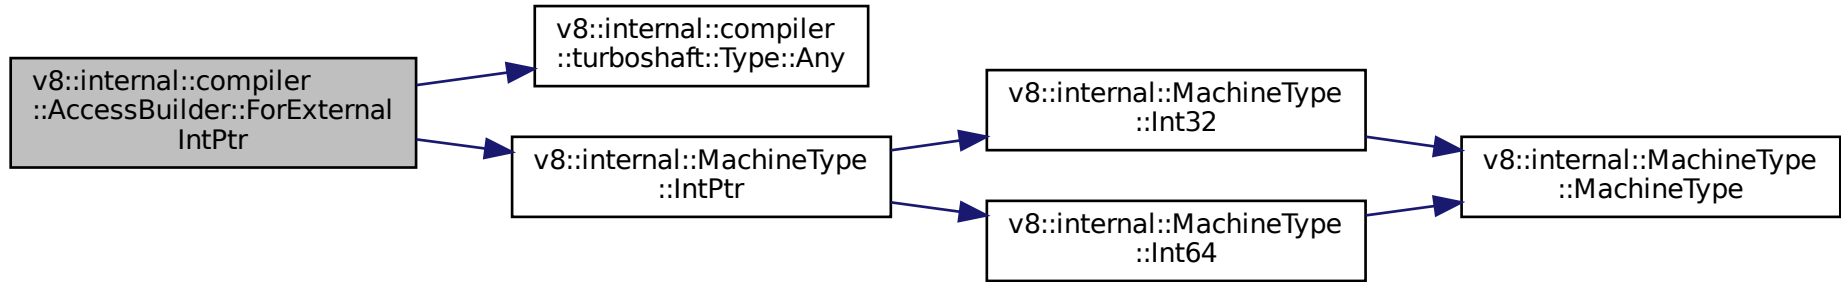 v8::internal::compiler
::AccessBuilder::ForExternal
IntPtr
v8::internal::compiler
::turboshaft::Type::Any
v8::internal::MachineType
::IntPtr
v8::internal::MachineType
::Int32
v8::internal::MachineType
::Int64
v8::internal::MachineType
::MachineType